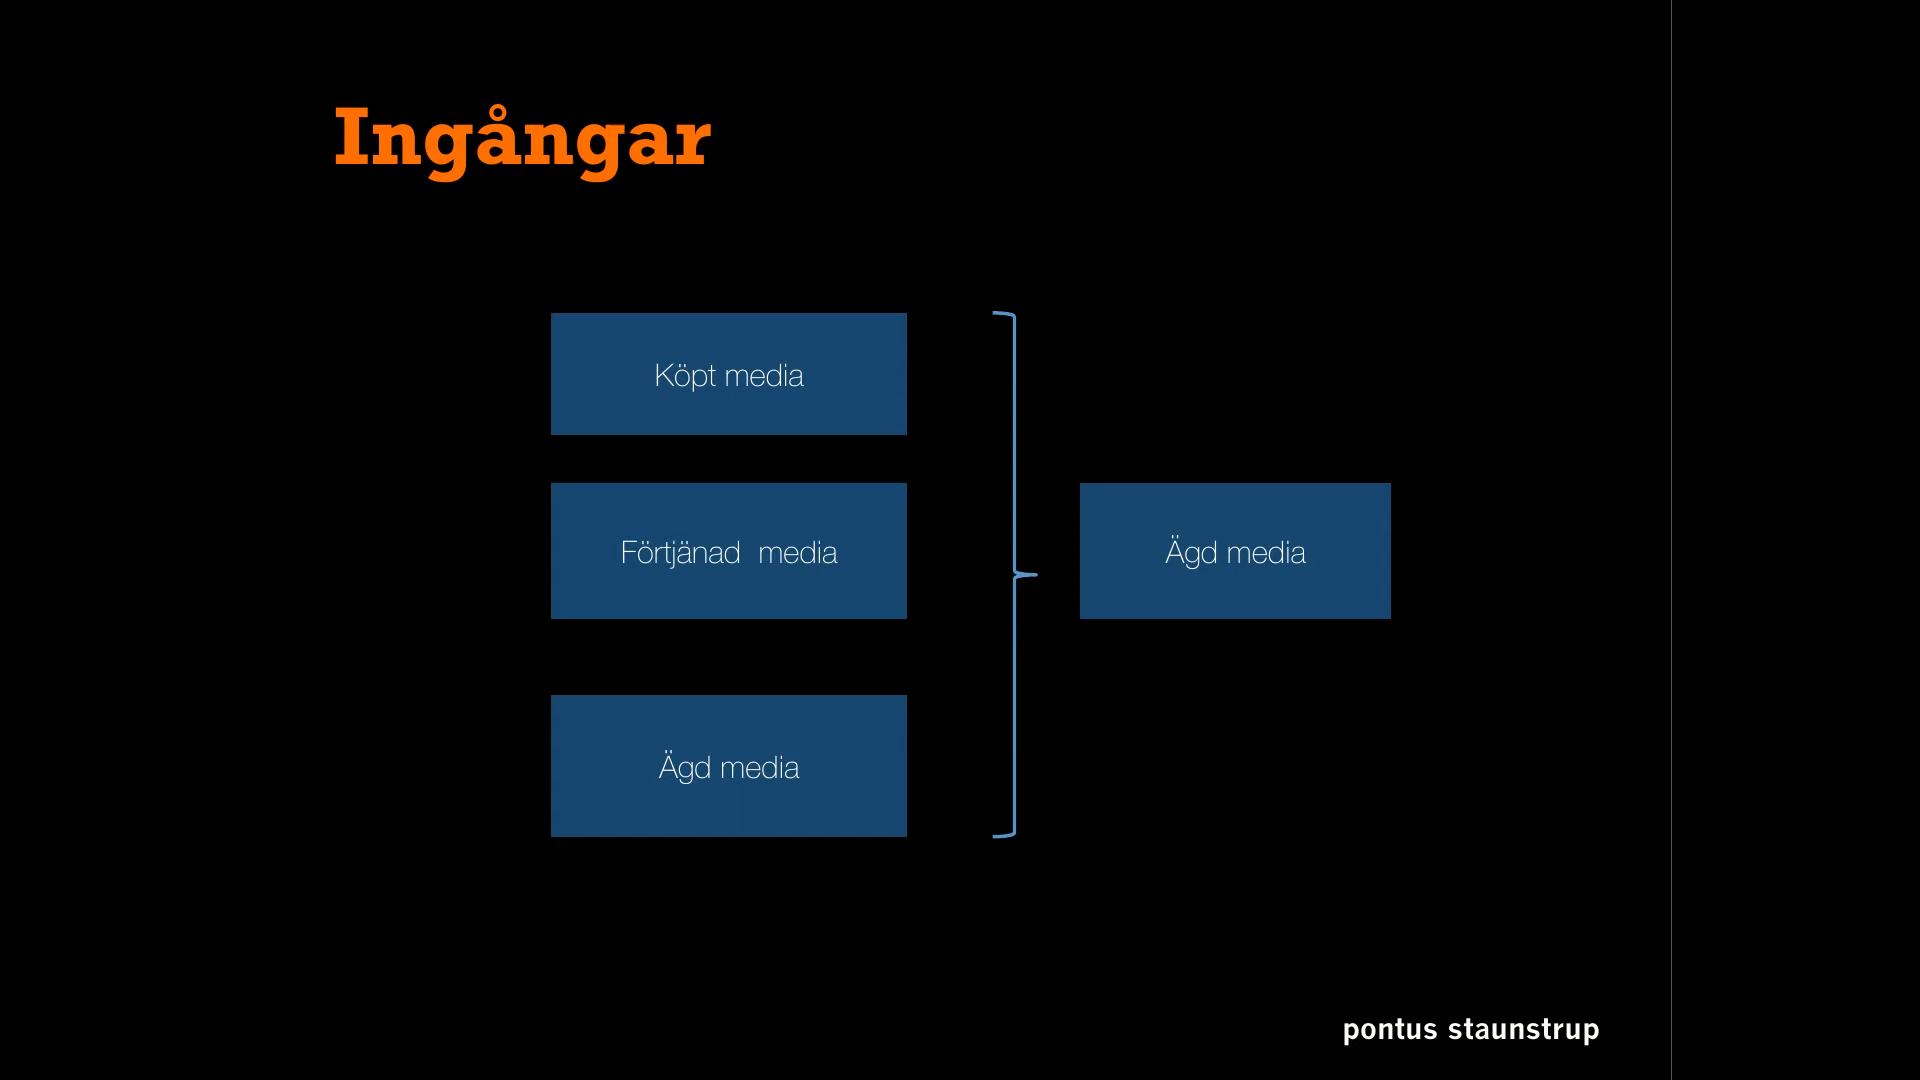 Ingångar
Köpt media
Förtjänad  media
Ägd media
Ägd media
pontus staunstrup